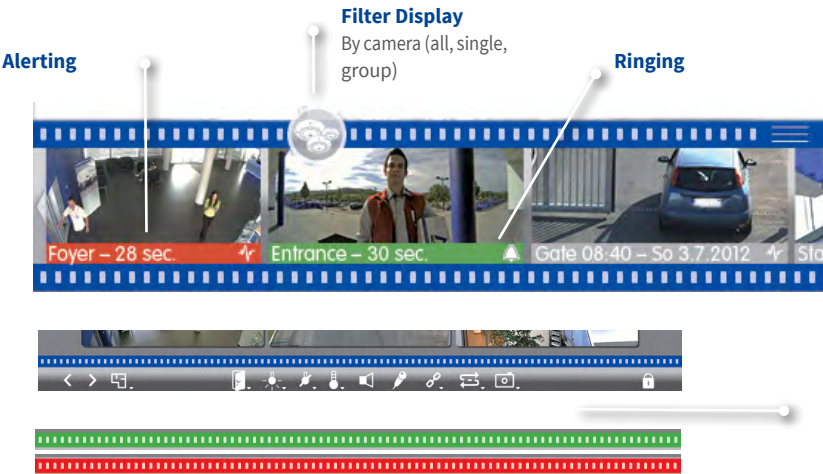 Filter Display
By camera (all, single,
group)
Alerting
Ringing
Foyer – 28 sec.
Entrance – 30 sec.
Gate 08:40 – So 3.7.2012
Sta